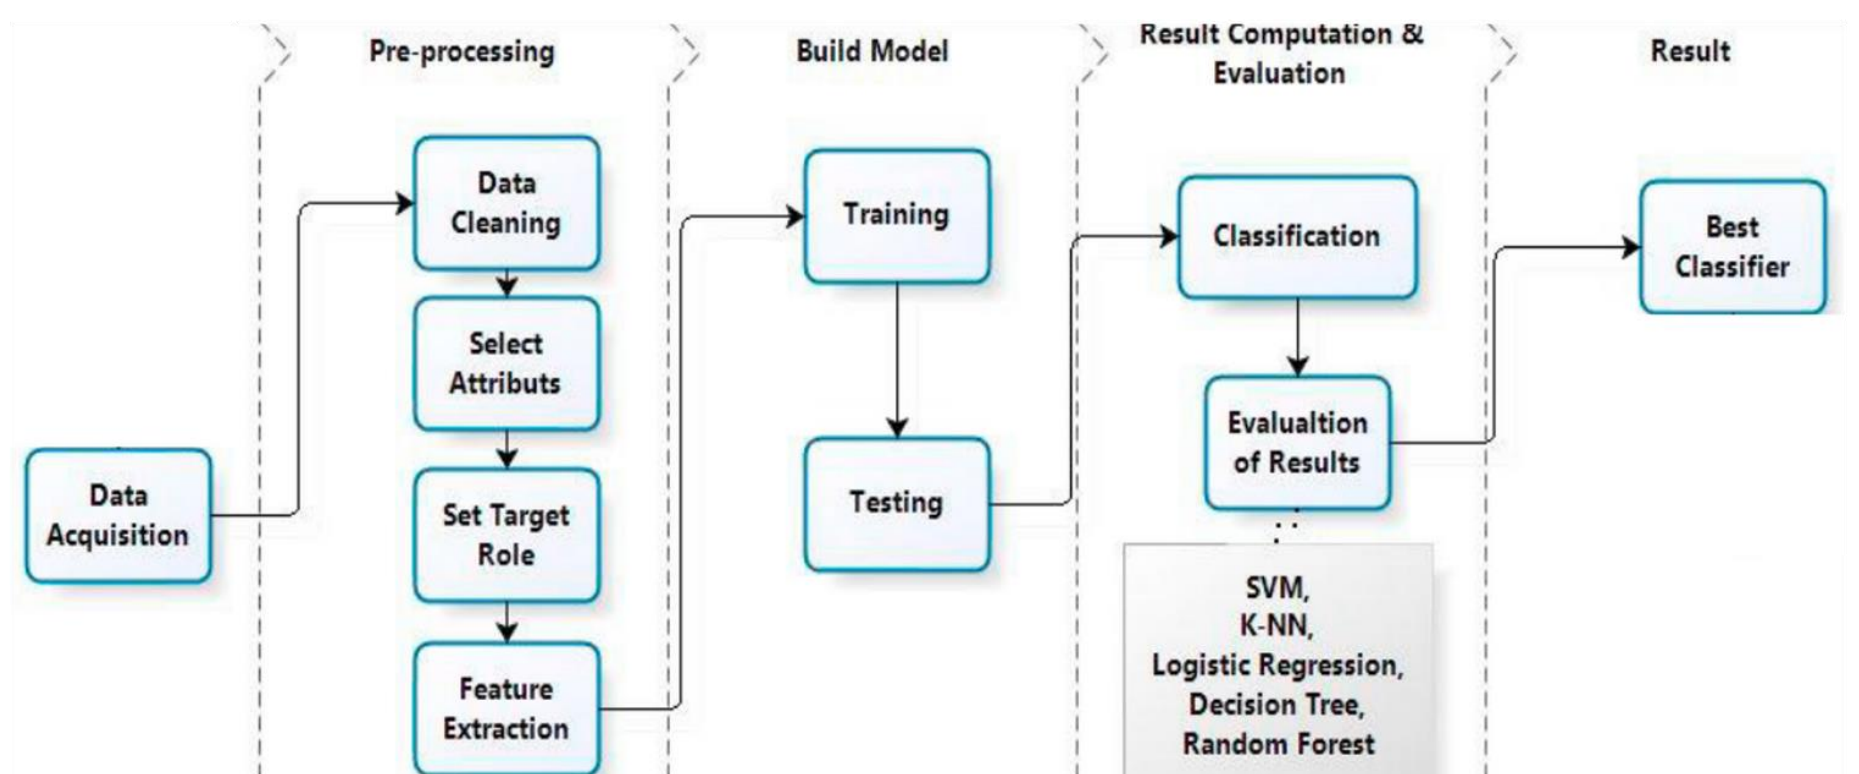 Pre-processing
Build Model
Result Computation &
Evaluation
Result
Data
Acquisition
Data
Cleaning
Select
Attributs
Set Target
Role
Feature
Extraction
Training
Testing
Classification
Evalualtion
of Results
SVM,
K-NN,
Logistic Regression,
Decision Tree,
Random Forest
Best
Classifier